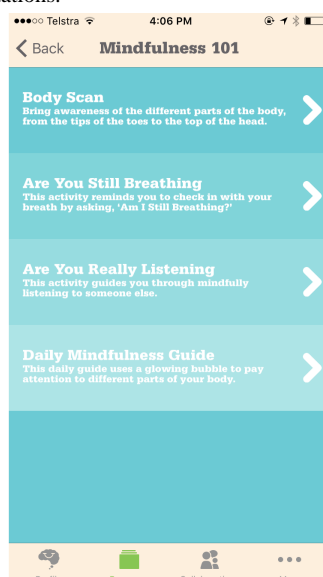 Telstra 4:06 PM
Back Mindfulness 101
Body Scan
Bring awareness of the different parts of the body,
from the tips of the toes to the top of the head.
Are You Still Breathing
This activity reminds you to check in with your
breath by asking, ‘Am I Still Breathing?’
Are You Really Listening
This activity guides you through mindfully
listening to someone else.
Daily Mindfulness Guide
This daily guide uses a glowing bubble to pay
attention to different parts of your body.